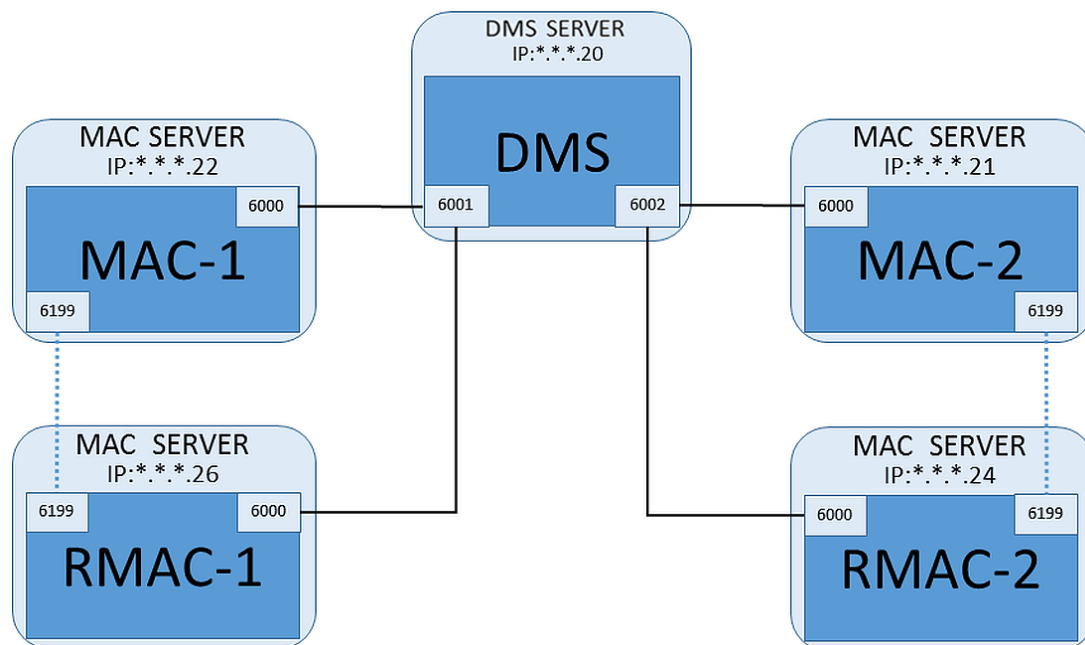 DMS SERVER
IP:*.*.*.20
DMS
6001
6002
MAC SERVER
IP:*.*.*.22
6000
MAC-1
6199
MAC SERVER
IP:*.*.*.21
6000
MAC-2
6199
MAC SERVER
IP:*.*.*.26
6199
6000
RMAC-1
MAC SERVER
IP:*.*.*.24
6000
6199
RMAC-2